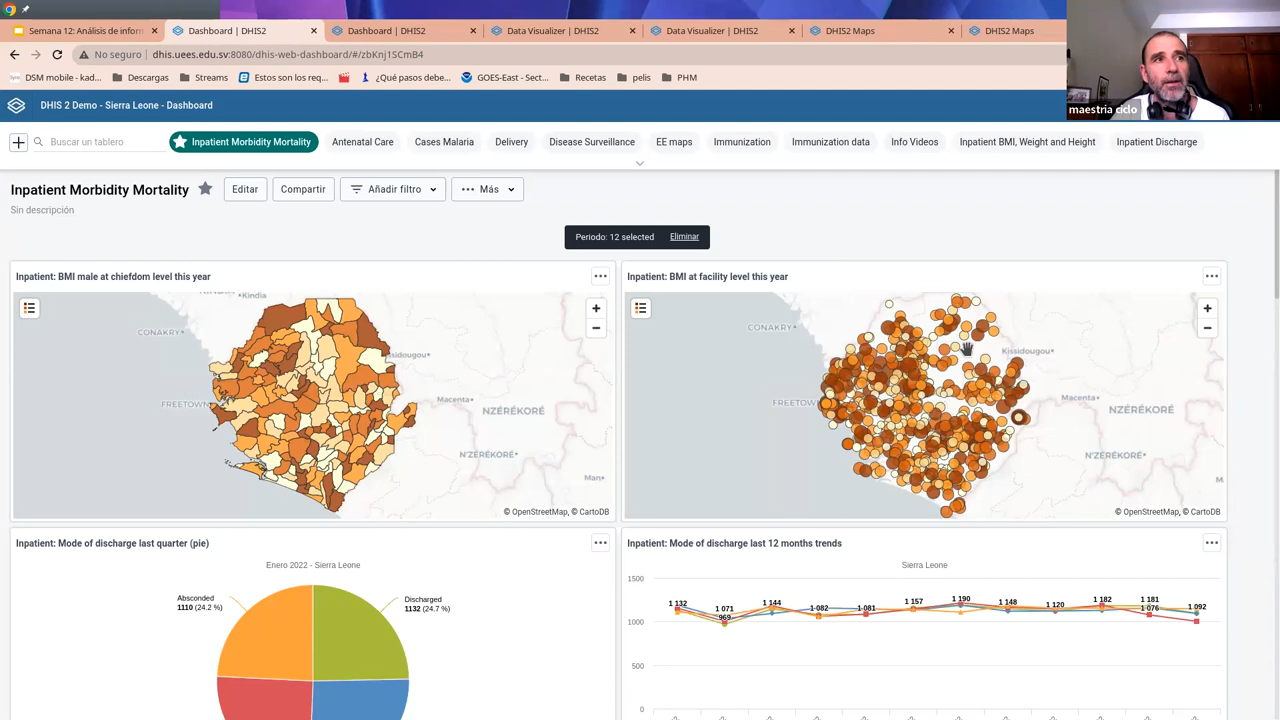 Semana 12: Análisis de infor
Dashboard | DHIS2
Dashboard | DHIS2
Data Visualizer | DHIS2
Data Visualizer | DHIS2
DHIS2 Maps
DHIS2 Maps
No seguro
dhis.uees.edu.sv:8080/dhis-web-dashboard/#/zbKnj1SCmB4
DSM mobile - kad...
Descargas
Streams
Estos son los req...
¿Qué pasos debe...
GOES-East - Sect...
Recetas
pelis
PHM
maestria ciclo
DHIS 2 Demo - Sierra Leone - Dashboard
Buscar un tablero
Inpatient Morbidity Mortality
Antenatal Care
Cases Malaria
Delivery
Disease Surveillance
EE maps
Immunization
Immunization data
Info Videos
Inpatient BMI, Weight and Height
Inpatient Discharge
Inpatient Morbidity Mortality
Editar
Compartir
Añadir filtro
Más
Sin descripción
Periodo: 12 selected
Eliminar
Inpatient: BMI male at chiefdom level this year
Kindia
CONAKRY
issidougou
FREETOW
Macenta
NZÉRÉKORÉ
N'ZÉRÉKORÉ
Man
© OpenStreetMap, © CartoDB
Inpatient: BMI at facility level this year
CONAKRY
Kissidougou
FREETOWN
Macenta
NZÉRÉKORÉ
N'ZÉRÉKORÉ
M
© OpenStreetMap, © CartoDB
Inpatient: Mode of discharge last quarter (pie)
Enero 2022 - Sierra Leone
Absconded
1110 (24.2 %)
Discharged
1132 (24.7 %)
Inpatient: Mode of discharge last 12 months trends
Sierra Leone
1500
1000
500
0
1 132
1 071
969
1 144
1 082
1 081
1 157
1 190
1 148
1 120
1 182
1 181
1 076
1 092